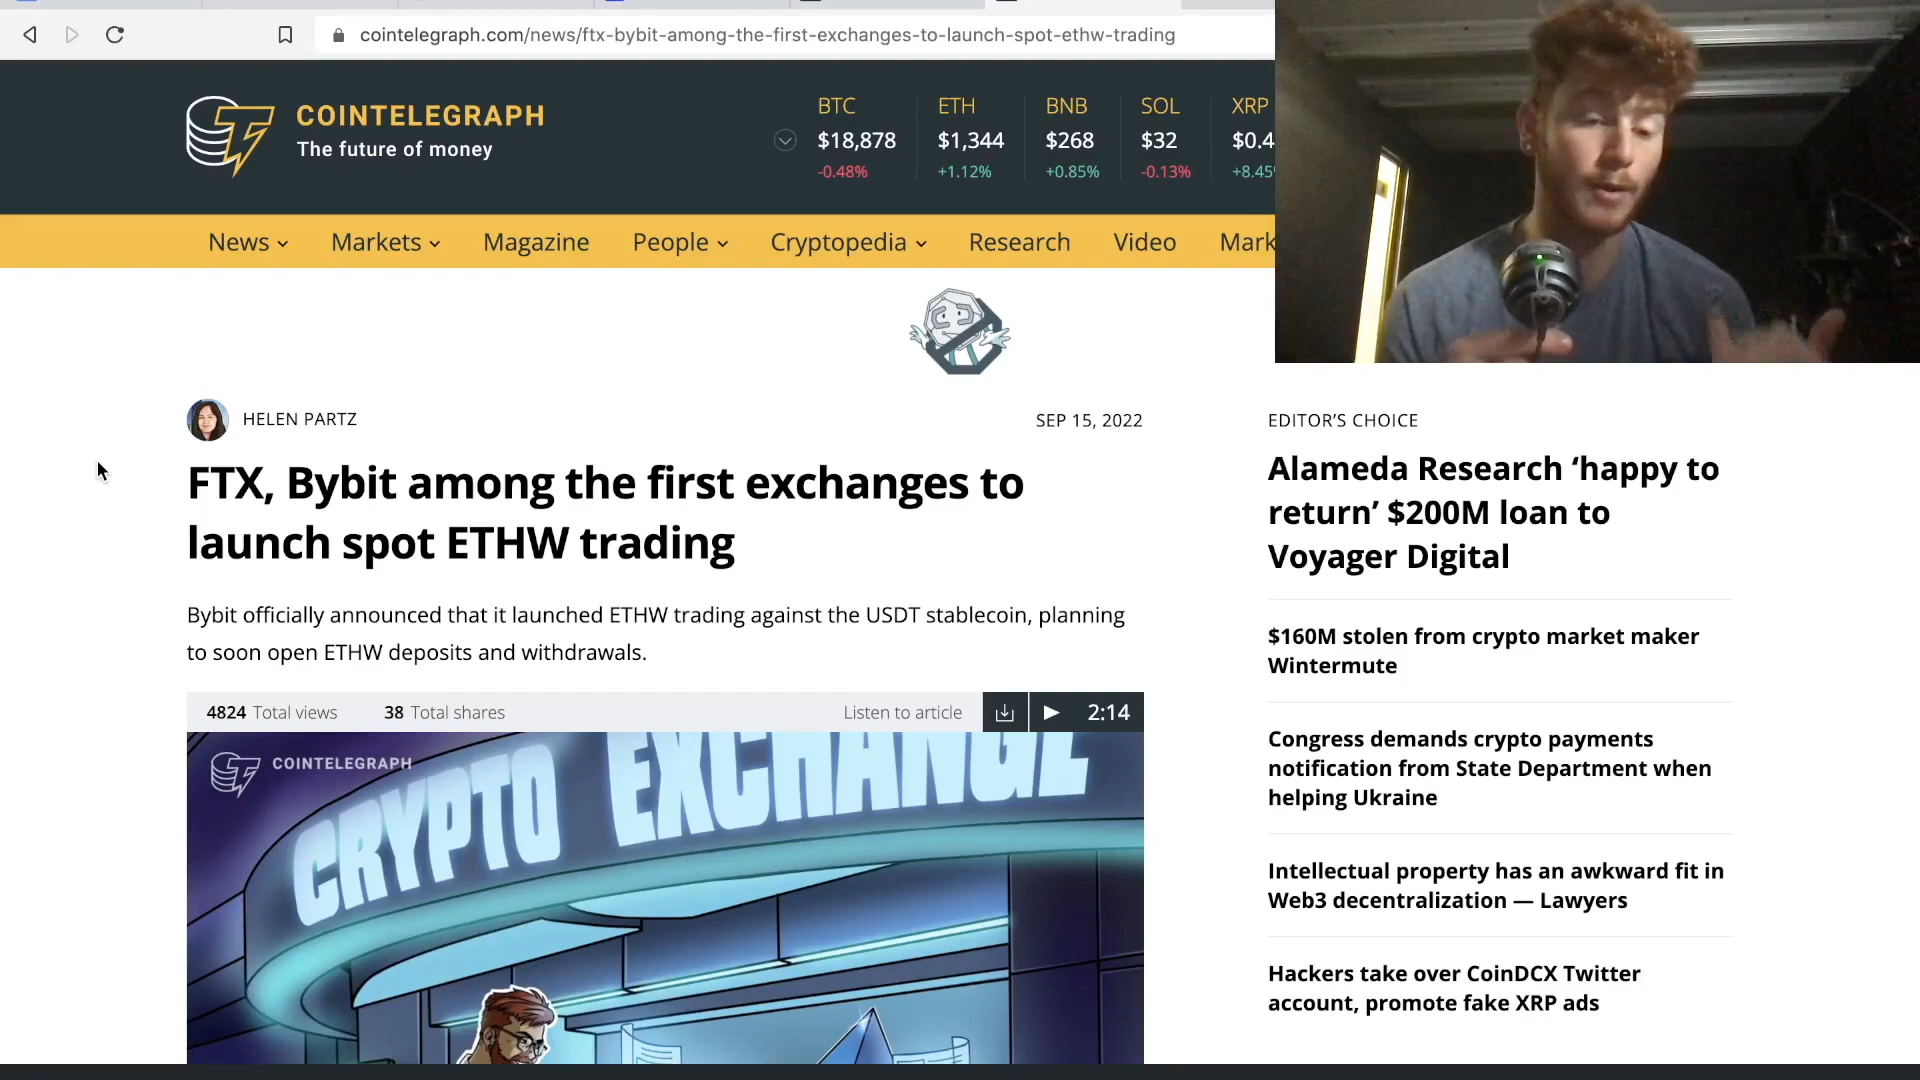 cointelegraph.com/news/ftx-bybit-among-the-first-exchanges-to-launch-spot-ethw-trading
COINTELEGRAPH
The future of money
BTC ETH BNB SOL XRP
$18,878 $1,344 $268 $32 $0.4
-0.48% +1.12% +0.85% -0.13% +8.45
News Markets Magazine People Cryptopedia Research Video Mark
HELEN PARTZ
SEP 15, 2022
FTX, Bybit among the first exchanges to
launch spot ETHW trading
Bybit officially announced that it launched ETHW trading against the USDT stablecoin, planning
to soon open ETHW deposits and withdrawals.
4824 Total views 38 Total shares Listen to article 2:14
COINTELEGRAPH
CRYPTO EXCHANGE
EDITOR’S CHOICE
Alameda Research ‘happy to
return’ $200M loan to
Voyager Digital
$160M stolen from crypto market maker
Wintermute
Congress demands crypto payments
notification from State Department when
helping Ukraine
Intellectual property has an awkward fit in
Web3 decentralization — Lawyers
Hackers take over CoinDCX Twitter
account, promote fake XRP ads